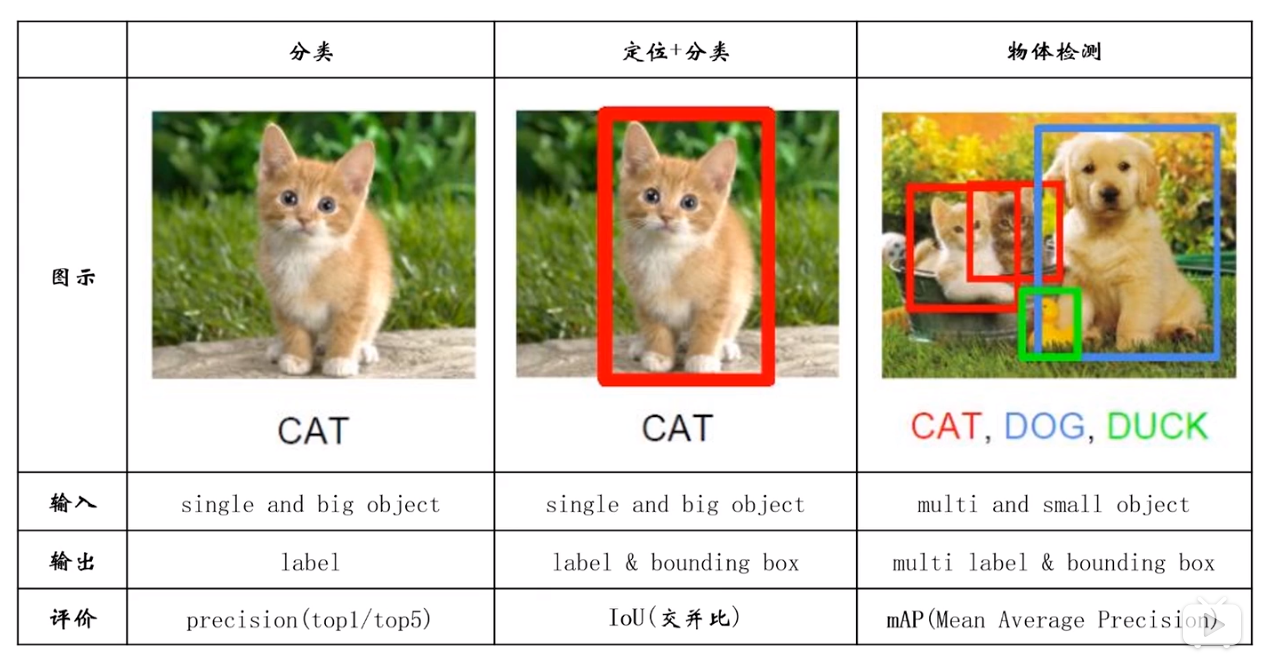 分类 定位+分类 物体检测
图示
CAT CAT CAT, DOG, DUCK
输入 single and big object single and big object multi and small object
输出 label label & bounding box multi label & bounding box
评价 precision(top1/top5) IoU(交并比) mAP(Mean Average Precision)